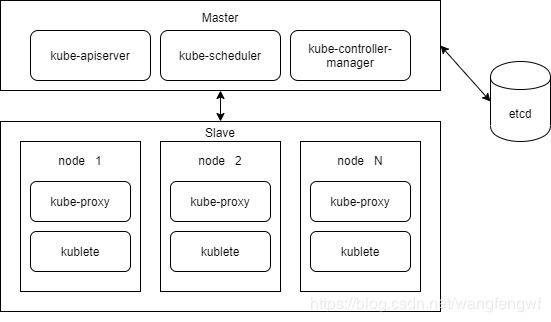 Master
kube-apiserver
kube-scheduler
kube-controller-
manager
etcd
Slave
node 1
node 2
node N
kube-proxy
kube-proxy
kube-proxy
kublete
kublete
kublete
https://blog.csdn.net/wangfengwf